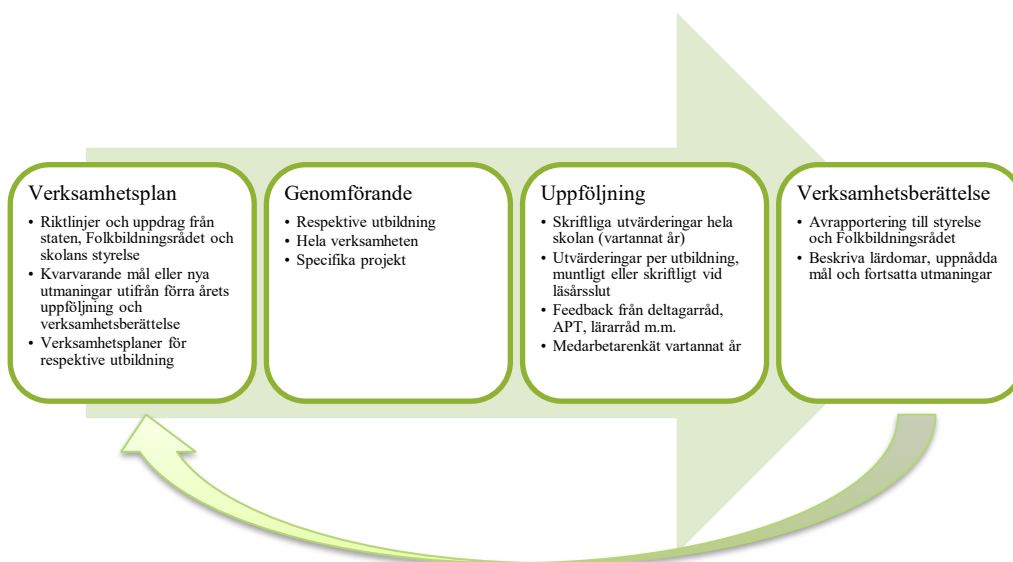 Verksamhetsplan
• Riktlinjer och uppdrag från
staten, Folkbildningsrådet och
skolans styrelse
• Kvarvarande mål eller nya
utmaningar utifrån förra årets
uppföljning och
verksamhetsberättelse
• Verksamhetsplaner för
respektive utbildning
Genomförande
• Respektive utbildning
• Hela verksamheten
• Specifika projekt
Uppföljning
• Skriftliga utvärderingar hela
skolan (vartannat år)
• Utvärderingar per utbildning,
muntligt eller skriftligt vid
läsårsslut
• Feedback från deltagarråd,
APT, lärarråd m.m.
• Medarbetarenkät vartannat år
Verksamhetsberättelse
• Avrapportering till styrelse
och Folkbildningsrådet
• Beskriva lärdomar, uppnådda
mål och fortsatta utmaningar